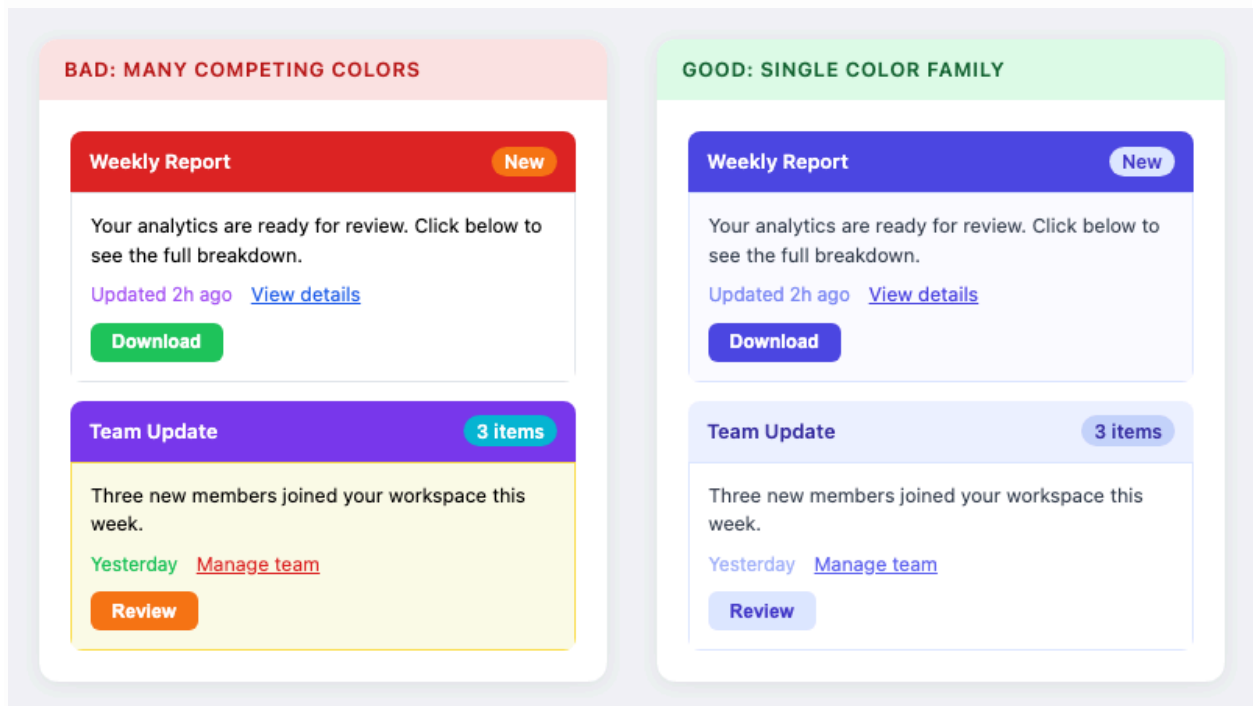 BAD: MANY COMPETING COLORS
Weekly Report
New
Your analytics are ready for review. Click below to
see the full breakdown.
Updated 2h ago View details
Download
Team Update
3 items
Three new members joined your workspace this
week.
Yesterday Manage team
Review
GOOD: SINGLE COLOR FAMILY
Weekly Report
New
Your analytics are ready for review. Click below to
see the full breakdown.
Updated 2h ago View details
Download
Team Update
3 items
Three new members joined your workspace this
week.
Yesterday Manage team
Review